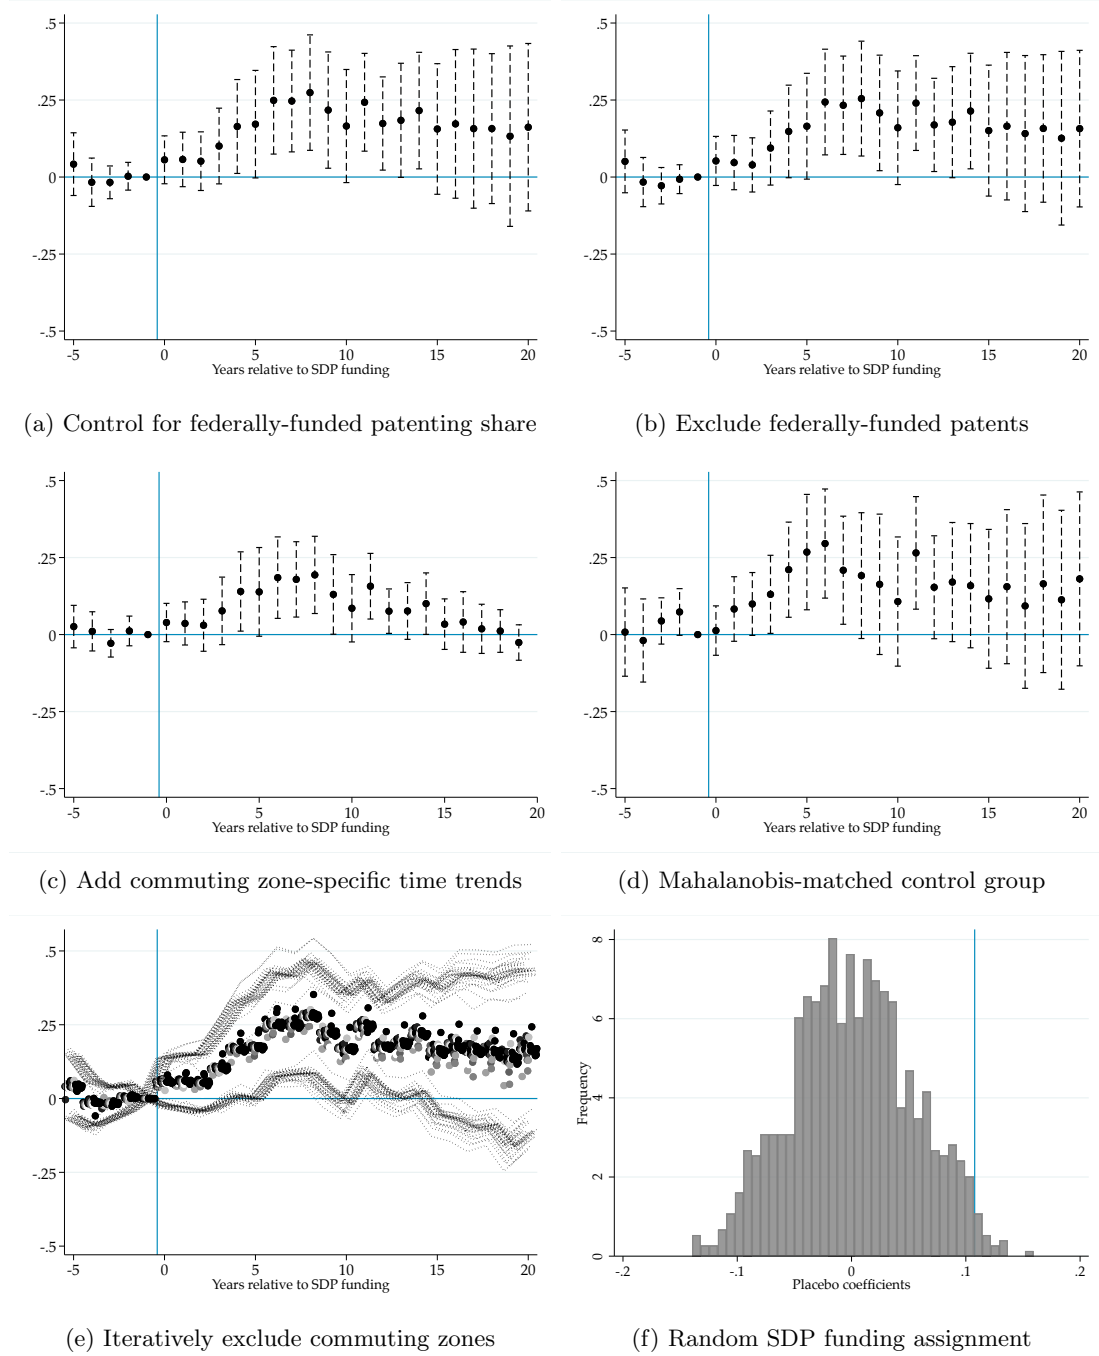 .5
.25
0
-.25
-.5
-5 0 5 10 15 20
Years relative to SDP funding
(a) Control for federally-funded patenting share
.5
.25
0
-.25
-.5
-5 0 5 10 15 20
Years relative to SDP funding
(b) Exclude federally-funded patents
.5
.25
0
-.25
-.5
-5 0 5 10 15 20
Years relative to SDP funding
(c) Add commuting zone-specific time trends
.5
.25
0
-.25
-.5
-5 0 5 10 15 20
Years relative to SDP funding
(d) Mahalanobis-matched control group
.5
.25
0
-.25
-.5
-5 0 5 10 15 20
Years relative to SDP funding
(e) Iteratively exclude commuting zones
8
6
Frequency
4
2
0
-.2 -.1 0 .1 .2
Placebo coefficients
(f) Random SDP funding assignment